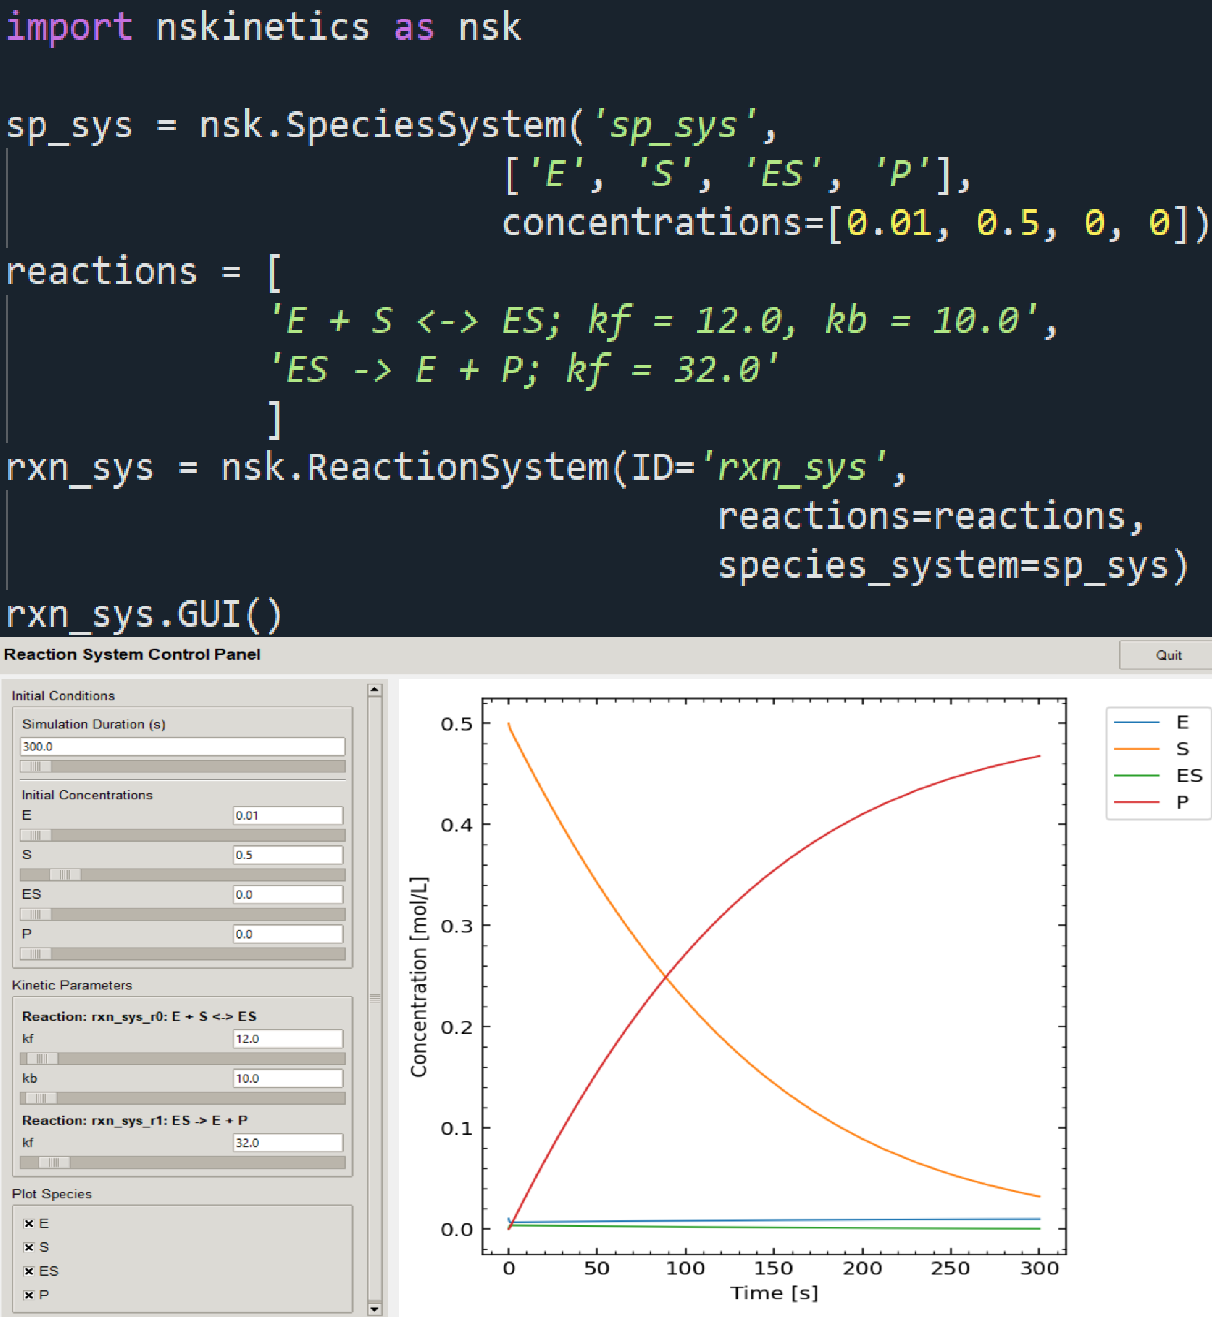 import nskinetics as nsk
sp_sys = nsk.SpeciesSystem('sp_sys',
['E', 'S', 'ES', 'P'],
concentrations=[0.01, 0.5, 0, 0])
reactions = [
'E + S <-> ES; kf = 12.0, kb = 10.0',
'ES -> E + P; kf = 32.0'
]
rxn_sys = nsk.ReactionSystem(ID='rxn_sys',
reactions=reactions,
species_system=sp_sys)
rxn_sys.GUI()
Reaction System Control Panel
Quit
Initial Conditions
Simulation Duration (s)
300.0
Initial Concentrations
E 0.01
S 0.5
ES 0.0
P 0.0
Kinetic Parameters
Reaction: rxn_sys_r0: E + S <-> ES
kf 12.0
kb 10.0
Reaction: rxn_sys_r1: ES -> E + P
kf 32.0
Plot Species
E
S
ES
P
Concentration [mol/L]
0.5
0.4
0.3
0.2
0.1
0.0
0 50 100 150 200 250 300
Time [s]
E
S
ES
P